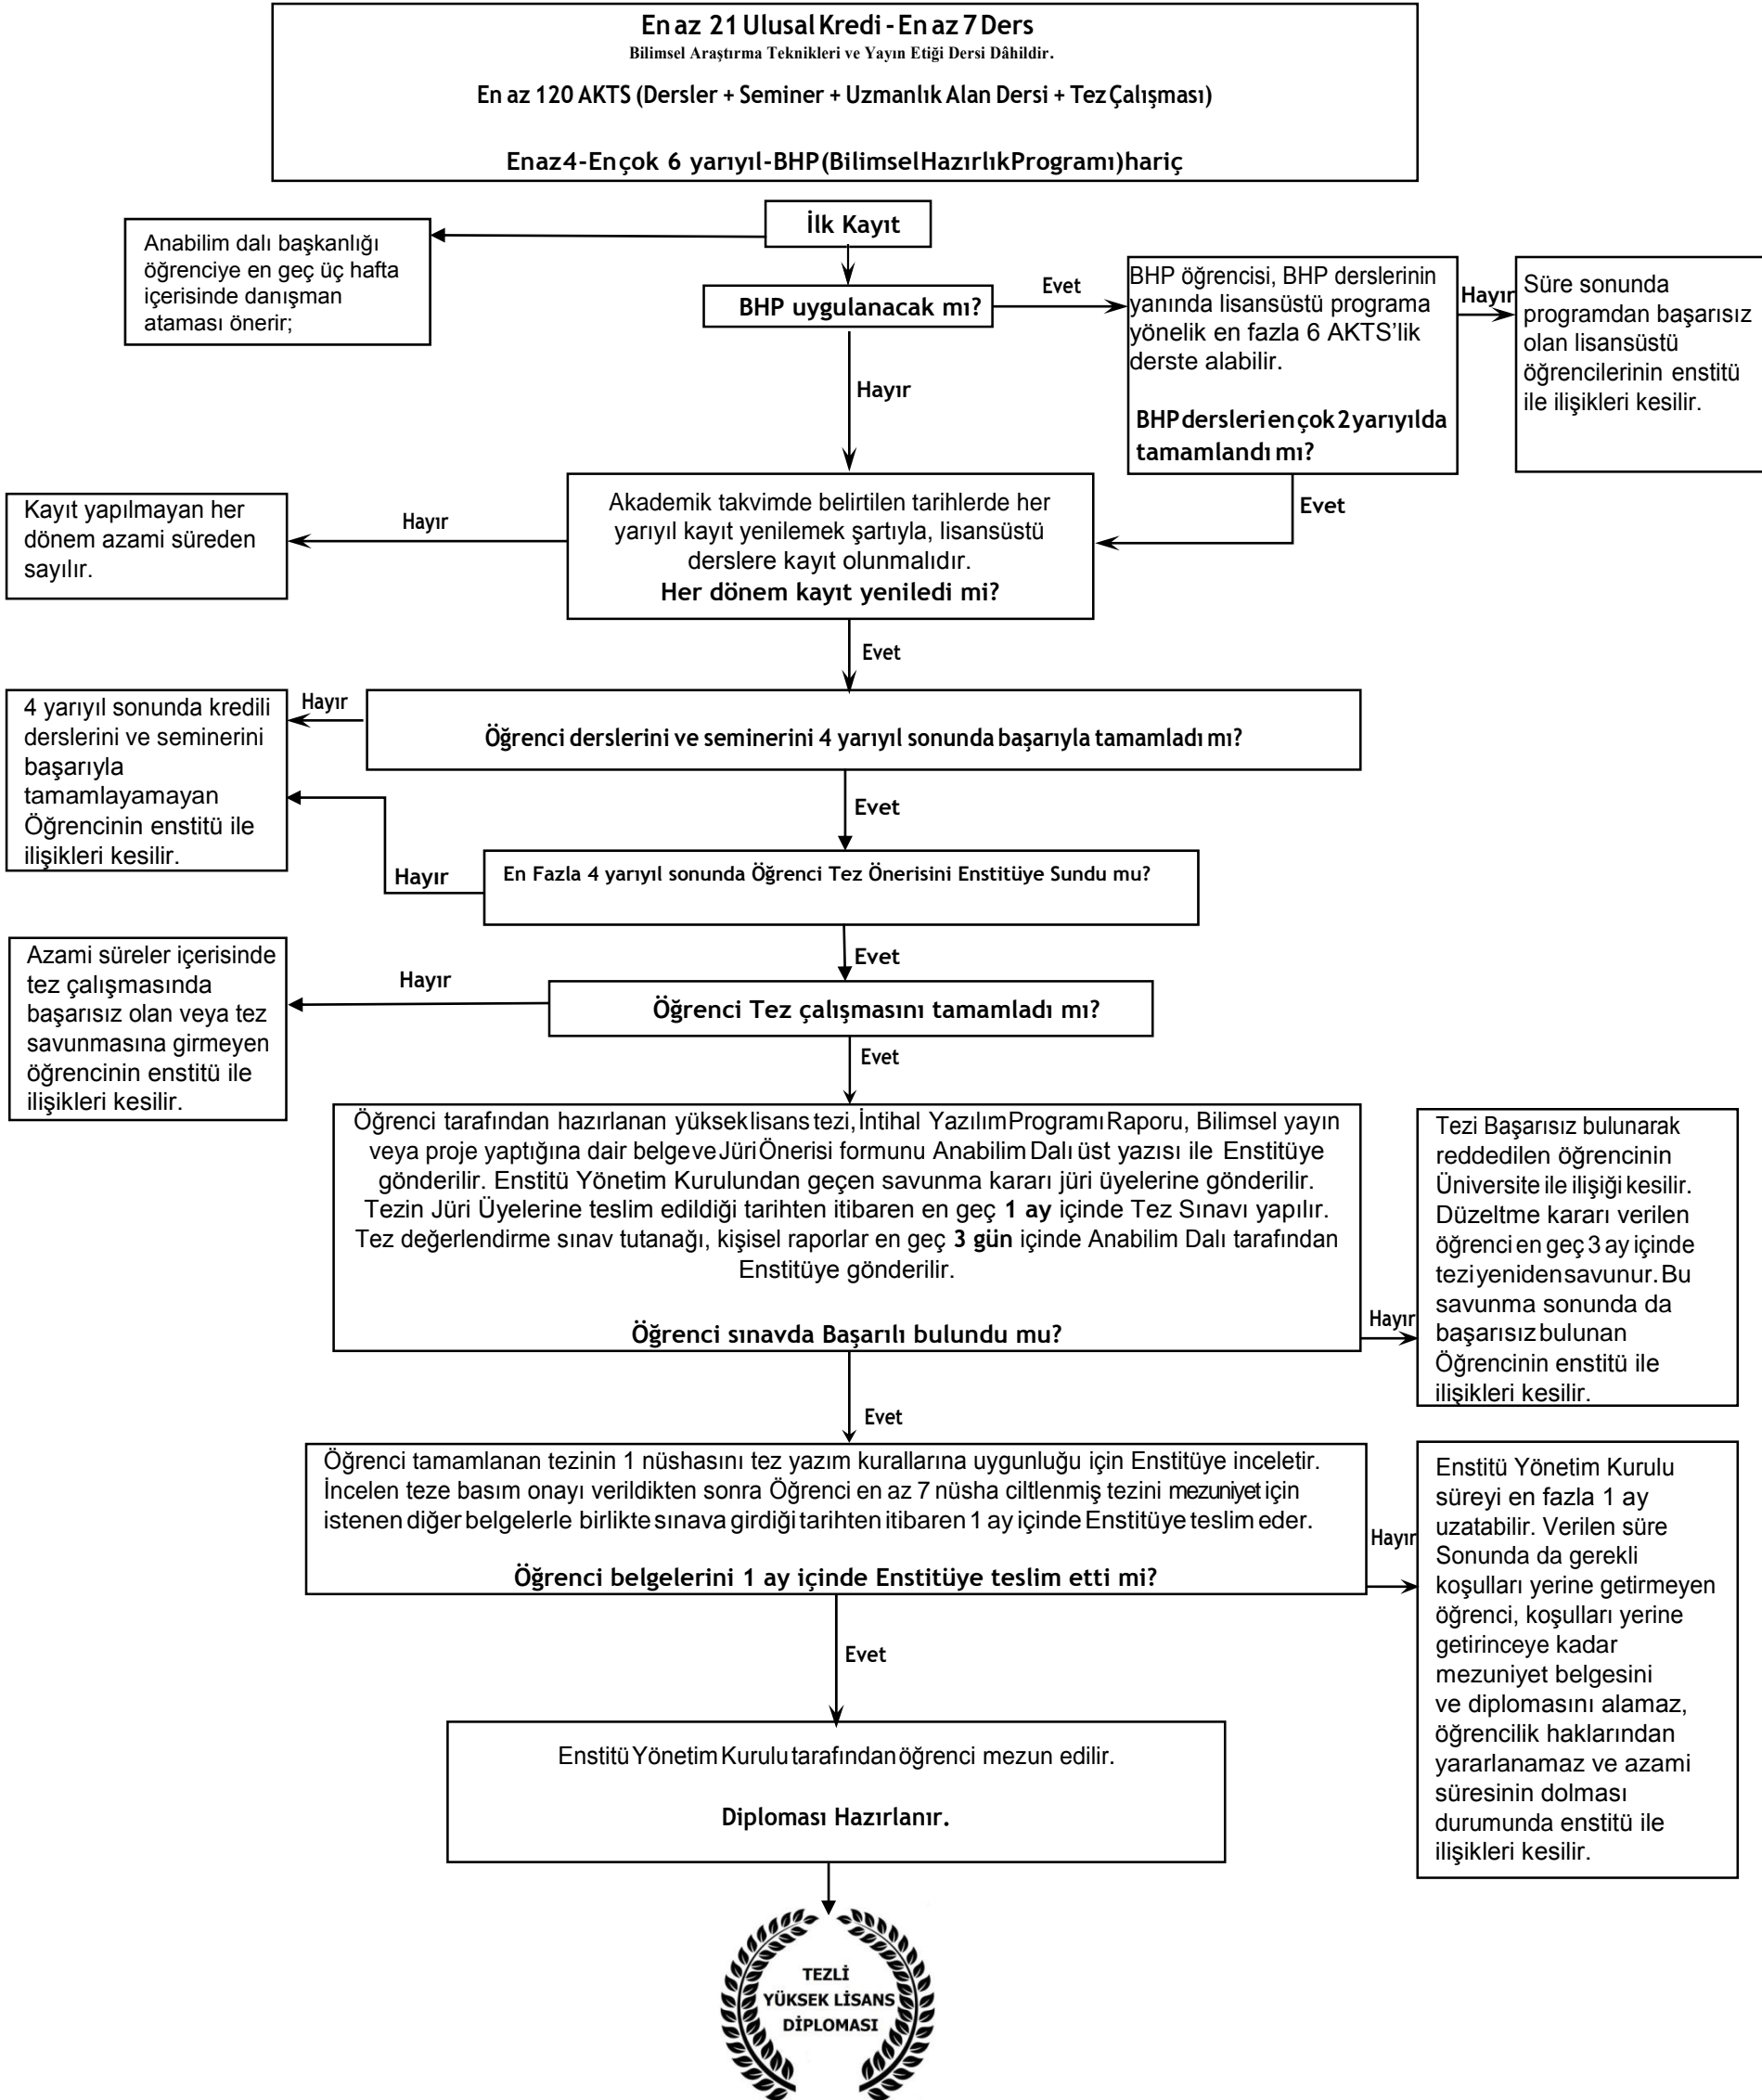 En az 21 Ulusal Kredi - En az 7 Ders
Bilimsel Araştırma Teknikleri ve Yayın Etiği Dersi Dâhildir.
En az 120 AKTS (Dersler + Seminer + Uzmanlık Alan Dersi + Tez Çalışması)
En az 4 - En çok 6 yarıyıl-BHP (Bilimsel Hazırlık Programı) hariç
İlk Kayıt
Anabilim dalı başkanlığı
öğrenciye en geç üç hafta
içerisinde danışman
ataması önerir;
BHP uygulanacak mı?
Evet
BHP öğrencisi, BHP derslerinin
yanında lisansüstü programa
yönelik en fazla 6 AKTS’lik
derste alabilir.
BHP dersleri en çok 2 yarıyılda
tamamlandı mı?
Hayır
Süre sonunda
programdan başarısız
olan lisansüstü
öğrencilerinin enstitü
ile ilişikleri kesilir.
Hayır
Evet
Akademik takvimde belirtilen tarihlerde her
yarıyıl kayıt yenilemek şartıyla, lisansüstü
derslere kayıt olunmalıdır.
Her dönem kayıt yeniledi mi?
Hayır
Kayıt yapılmayan her
dönem azami süreden
sayılır.
Evet
Öğrenci derslerini ve seminerini 4 yarıyıl sonunda başarıyla tamamladı mı?
Hayır
4 yarıyıl sonunda kredili
derslerini ve seminerini
başarıyla
tamamlayamayan
Öğrencinin enstitü ile
ilişikleri kesilir.
Evet
En Fazla 4 yarıyıl sonunda Öğrenci Tez Önerisini Enstitüye Sundu mu?
Hayır
Evet
Öğrenci Tez çalışmasını tamamladı mı?
Hayır
Azami süreler içerisinde
tez çalışmasında
başarısız olan veya tez
savunmasına girmeyen
öğrencinin enstitü ile
ilişikleri kesilir.
Evet
Öğrenci tarafından hazırlanan yüksek lisans tezi, İntihal Yazılım Programı Raporu, Bilimsel yayın
veya proje yaptığına dair belge ve Jüri Önerisi formunu Anabilim Dalı üst yazısı ile Enstitüye
gönderilir. Enstitü Yönetim Kurulundan geçen savunma kararı jüri üyelerine gönderilir.
Tezin Jüri Üyelerine teslim edildiği tarihten itibaren en geç 1 ay içinde Tez Sınavı yapılır.
Tez değerlendirme sınav tutanağı, kişisel raporlar en geç 3 gün içinde Anabilim Dalı tarafından
Enstitüye gönderilir.
Öğrenci sınavda Başarılı bulundu mu?
Hayır
Tezi Başarısız bulunarak
reddedilen öğrencinin
Üniversite ile ilişiği kesilir.
Düzeltme kararı verilen
öğrenci en geç 3 ay içinde
tezi yeniden savunur. Bu
savunma sonunda da
başarısız bulunan
Öğrencinin enstitü ile
ilişikleri kesilir.
Evet
Öğrenci tamamlanan tezinin 1 nüshasını tez yazım kurallarına uygunluğu için Enstitüye inceletir.
İncelen teze basım onayı verildikten sonra Öğrenci en az 7 nüsha ciltlenmiş tezini mezuniyet için
istenen diğer belgelerle birlikte sınava girdiği tarihten itibaren 1 ay içinde Enstitüye teslim eder.
Öğrenci belgelerini 1 ay içinde Enstitüye teslim etti mi?
Hayır
Enstitü Yönetim Kurulu
süreyi en fazla 1 ay
uzatabilir. Verilen süre
Sonunda da gerekli
koşulları yerine getirmeyen
öğrenci, koşulları yerine
getirinceye kadar
mezuniyet belgesini
ve diplomasını alamaz,
öğrencilik haklarından
yararlanamaz ve azami
süresinin dolması
durumunda enstitü ile
ilişikleri kesilir.
Evet
Enstitü Yönetim Kurulu tarafından öğrenci mezun edilir.
Diploması Hazırlanır.
TEZLİ
YÜKSEK LİSANS
DİPLOMASI